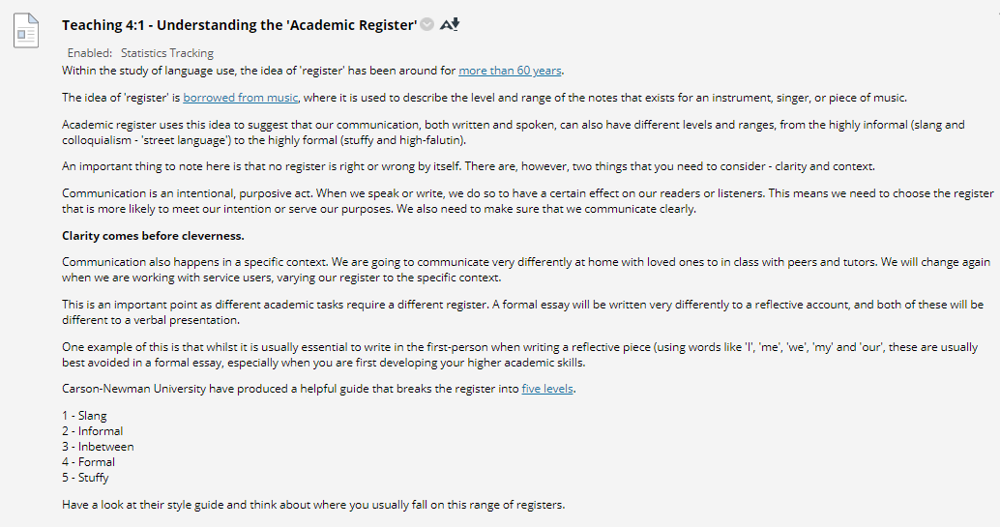 Teaching 4:1 - Understanding the 'Academic Register'
Enabled: Statistics Tracking
Within the study of language use, the idea of 'register' has been around for more than 60 years.
The idea of 'register' is borrowed from music, where it is used to describe the level and range of the notes that exists for an instrument, singer, or piece of music.
Academic register uses this idea to suggest that our communication, both written and spoken, can also have different levels and ranges, from the highly informal (slang and
colloquialism - 'street language') to the highly formal (stuffy and high-falutin).
An important thing to note here is that no register is right or wrong by itself. There are, however, two things that you need to consider - clarity and context.
Communication is an intentional, purposive act. When we speak or write, we do so to have a certain effect on our readers or listeners. This means we need to choose the register
that is more likely to meet our intention or serve our purposes. We also need to make sure that we communicate clearly.
Clarity comes before cleverness.
Communication also happens in a specific context. We are going to communicate very differently at home with loved ones to in class with peers and tutors. We will change again
when we are working with service users, varying our register to the specific context.
This is an important point as different academic tasks require a different register. A formal essay will be written very differently to a reflective account, and both of these will be
different to a verbal presentation.
One example of this is that whilst it is usually essential to write in the first-person when writing a reflective piece (using words like 'I', 'me', 'we', 'my' and 'our', these are usually
best avoided in a formal essay, especially when you are first developing your higher academic skills.
Carson-Newman University have produced a helpful guide that breaks the register into five levels.
1 - Slang
2 - Informal
3 - Inbetween
4 - Formal
5 - Stuffy
Have a look at their style guide and think about where you usually fall on this range of registers.